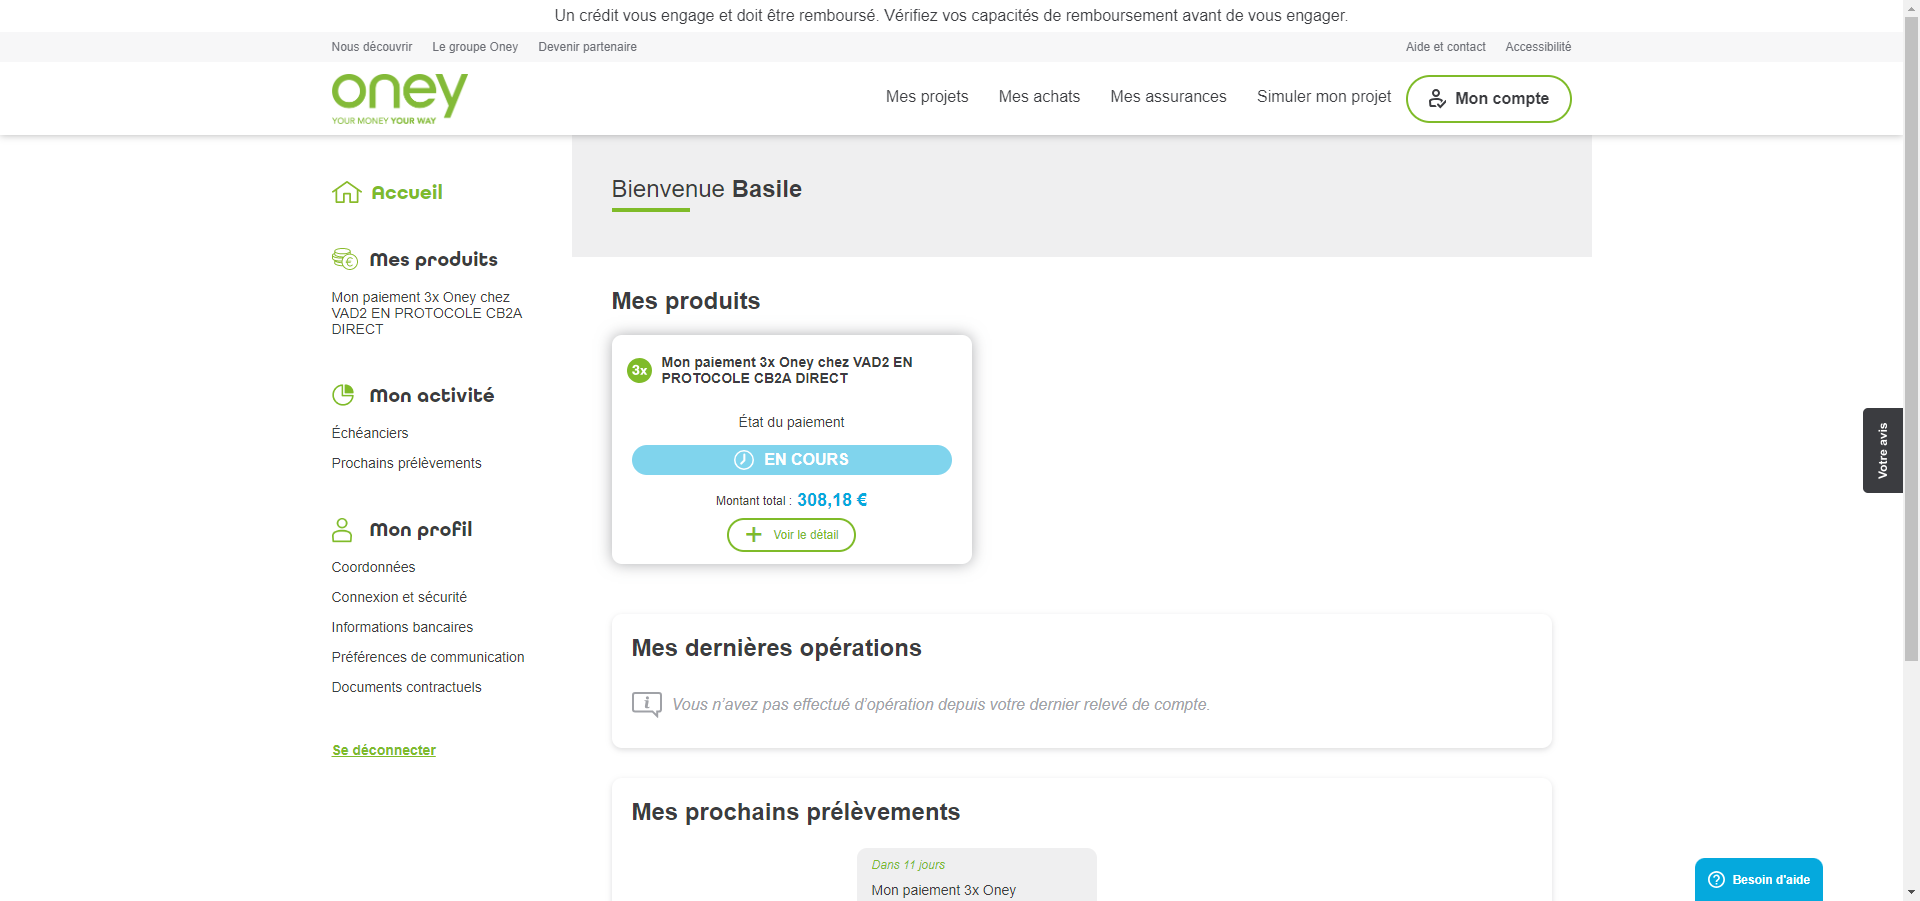 Un crédit vous engage et doit être remboursé. Vérifiez vos capacités de remboursement avant de vous engager.
Nous découvrir Le groupe Oney Devenir partenaire Aide et contact Accessibilité
oney
YOUR MONEY YOUR WAY
Mes projets Mes achats Mes assurances Simuler mon projet Mon compte
Accueil
Mes produits
Mon paiement 3x Oney chez
VAD2 EN PROTOCOLE CB2A
DIRECT
Mon activité
Échéanciers
Prochains prélèvements
Mon profil
Coordonnées
Connexion et sécurité
Informations bancaires
Préférences de communication
Documents contractuels
Se déconnecter
Bienvenue Basile
Mes produits
3x
Mon paiement 3x Oney chez VAD2 EN
PROTOCOLE CB2A DIRECT
État du paiement
EN COURS
Montant total : 308,18 €
Voir le détail
Mes dernières opérations
Vous n'avez pas effectué d'opération depuis votre dernier relevé de compte.
Mes prochains prélèvements
Dans 11 jours
Mon paiement 3x Oney
Votre avis
Besoin d'aide